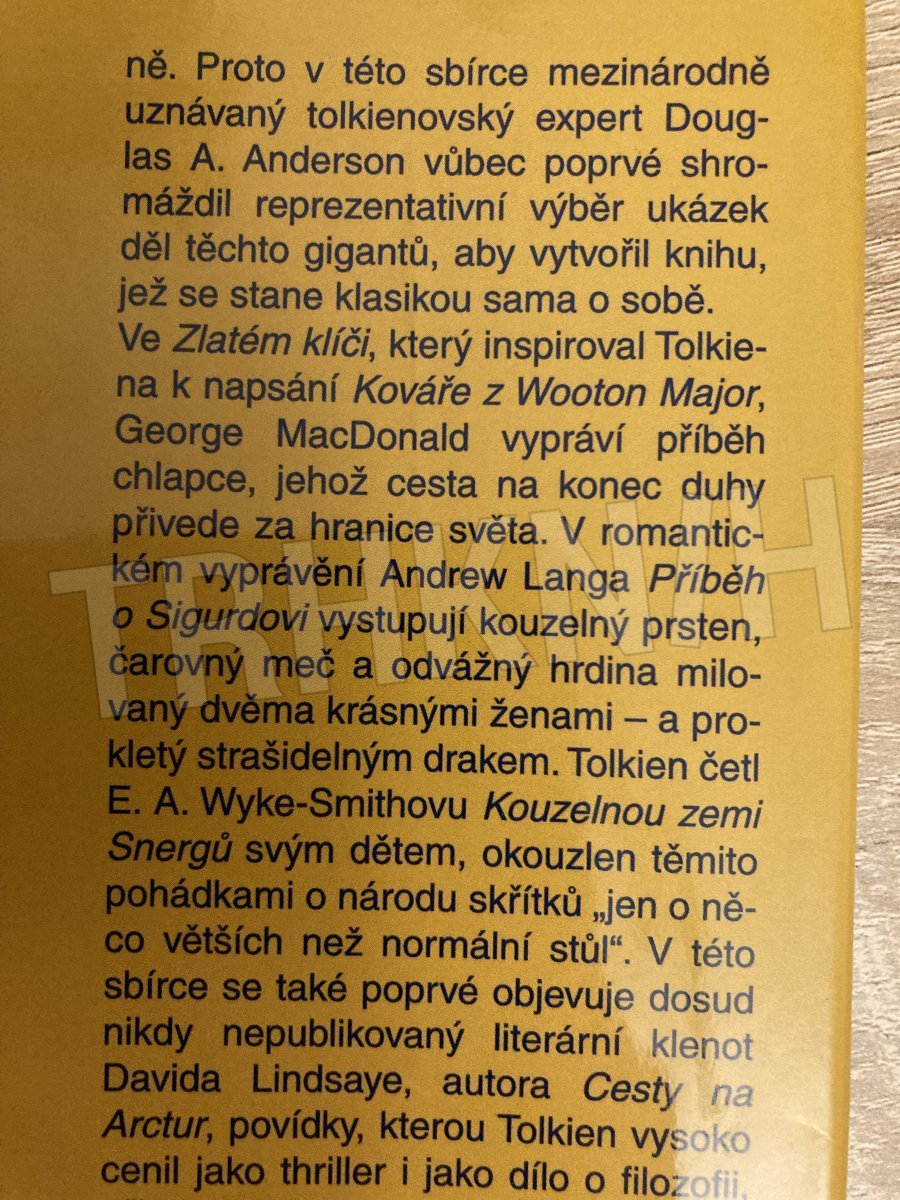 ně. Proto v této sbírce mezinárodně
uznávaný tolkienovský expert Doug-
las A. Anderson vůbec poprvé shro-
máždil reprezentativní výběr ukázek
děl těchto gigantů, aby vytvořil knihu,
jež se stane klasikou sama o sobě.
Ve Zlatém klíči, který inspiroval Tolkie-
na k napsání Kováře z Wooton Major,
George MacDonald vypráví příběh
chlapce, jehož cesta na konec duhy
přivede za hranice světa. V romantic-
kém vyprávění Andrew Langa Příběh
o Sigurdovi vystupují kouzelný prsten,
čarovný meč a odvážný hrdina milo-
vaný dvěma krásnými ženami – a pro-
kletý strašidelným drakem. Tolkien četl
E. A. Wyke-Smithovu Kouzelnou zemi
Snergů svým dětem, okouzlen těmito
pohádkami o národu skřítků „jen o ně-
co větších než normální stůl“. V této
sbírce se také poprvé objevuje dosud
nikdy nepublikovaný literární klenot
Davida Lindsaye, autora Cesty na
Arctur, povídky, kterou Tolkien vysoko
cenil jako thriller i jako dílo o filozofii,
TRHKNIH